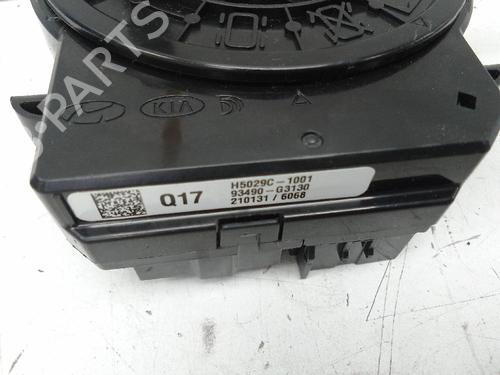 B-PARTS
KIA
Q17
H5029C-1001
93490-G3130
210131 / 6068